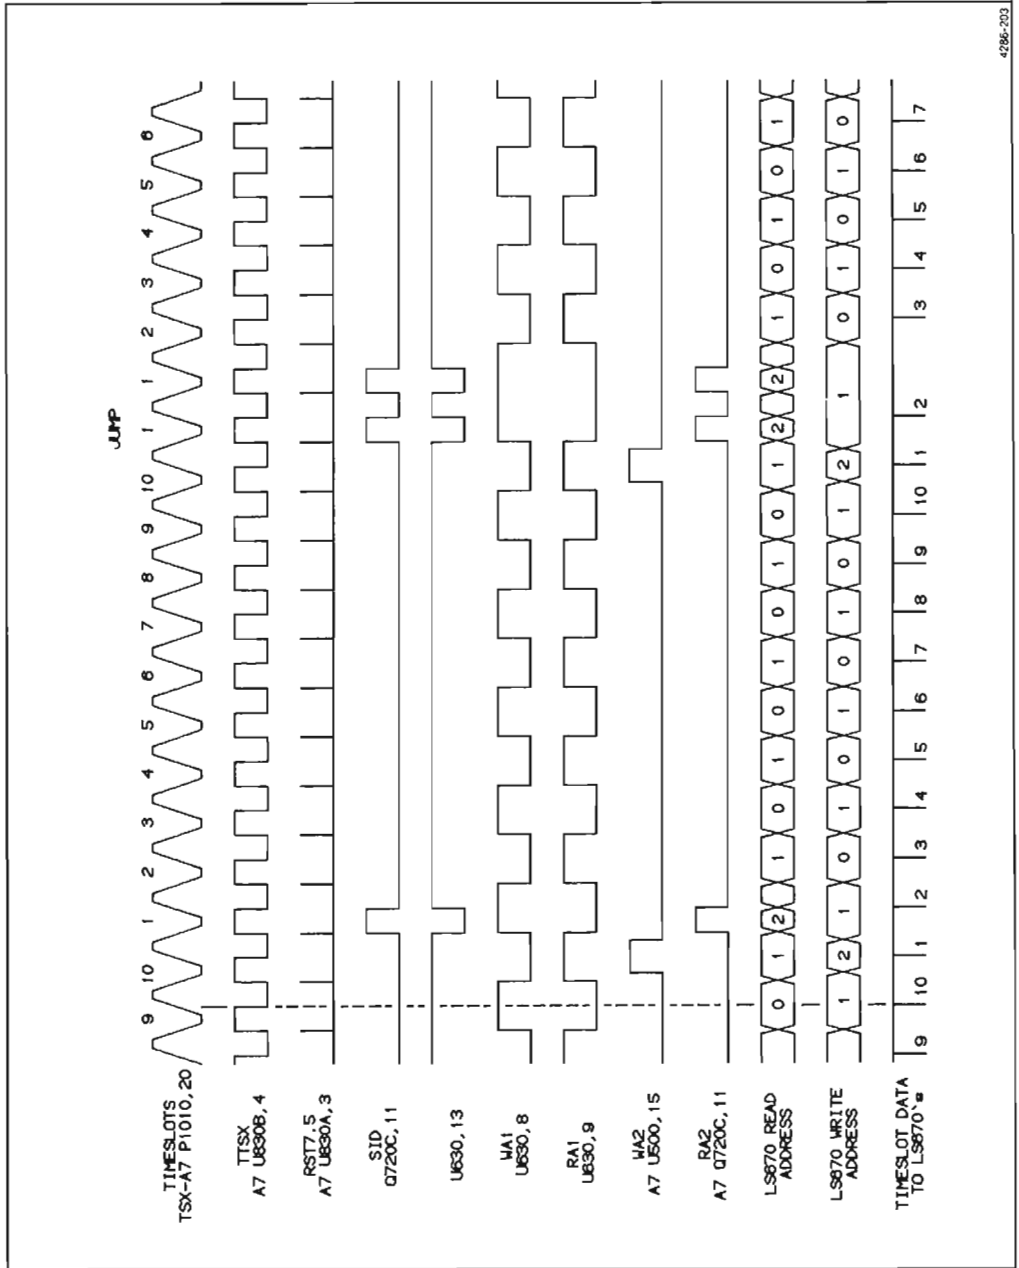 JUMP
TIMESLOTS
TSX-A7 P1010,20
9 10 1 2 3 4 5 6 7 8 9 10 1 1 2 3 4 5 6
TTSX
A7 U830B,4
RST7.5
A7 U830A,3
SID
Q720C,11
U630,13
WA1
U630,8
RA1
U630,9
WA2
A7 U500,15
RA2
A7 Q720C,11
LS670 READ
ADDRESS
0 1 2 1 0 1 0 1 0 1 0 1 2 2 1 0 1 0 1
LS670 WRITE
ADDRESS
1 2 1 0 1 0 1 0 1 0 1 2 1 0 1 0 1 0
TIMESLOT DATA
TO LS670's
9 10 1 2 3 4 5 6 7 8 9 10 1 2 3 4 5 6 7
4286-203